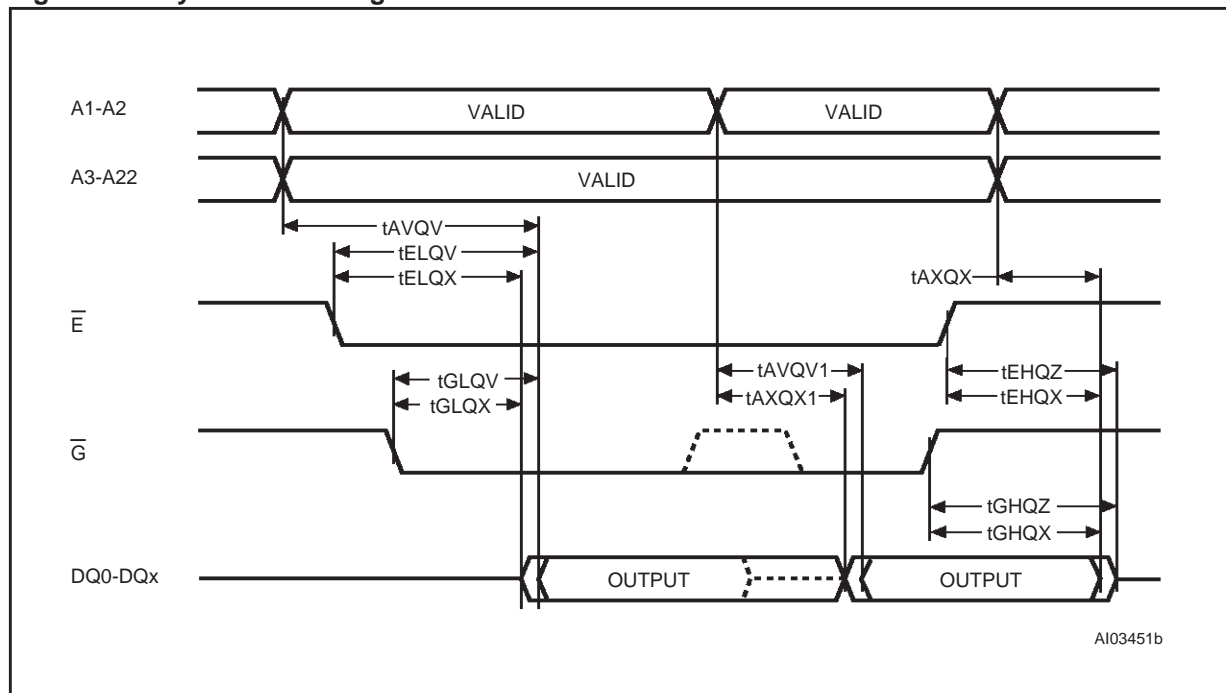 A1-A2 VALID VALID
A3-A22 VALID
tAVQV
tELQV
tELQX tAXQX
E
tAVQV1 tEHQZ
tGLQV
tAXQX1 tEHQX
tGLQX
G
tGHQZ
tGHQX
DQ0-DQx OUTPUT OUTPUT
AI03451b